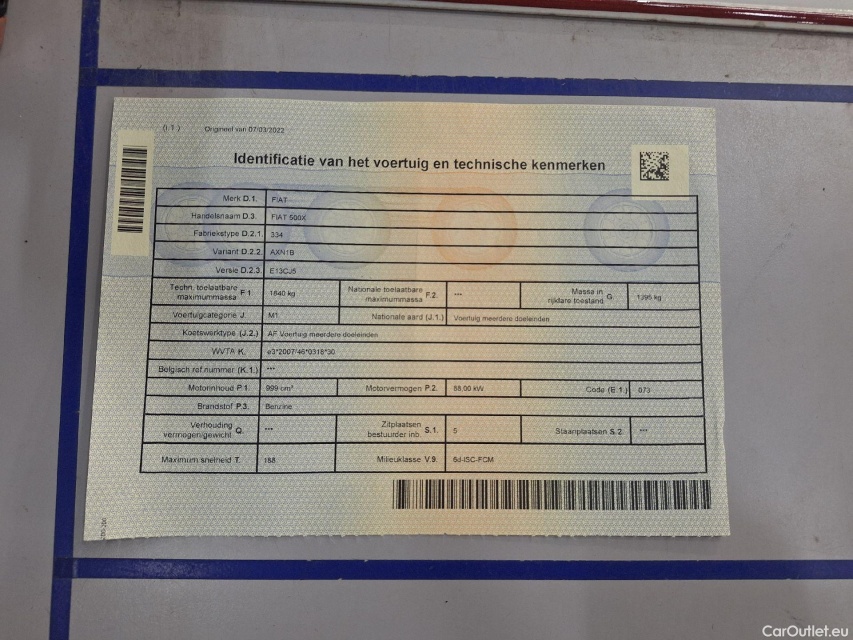 (I.1) Origineel van 07/03/2022
Identificatie van het voertuig en technische kenmerken
Merk D.1. FIAT
Handelsnaam D.3. FIAT 500X
Fabriekstype D.2.1. 334
Variant D.2.2. AXN1B
Versie D.2.3. E13CJ5
Techn. toelaatbare maximummassa F.1. 1640 kg Nationale toelaatbare maximummassa F.2. --- Massa in rijklare toestand G. 1395 kg
Voertuigcategorie J. M1 Nationale aard (J.1.) Voertuig meerdere doeleinden
Koetswerktype (J.2.) AF Voertuig meerdere doeleinden
WVTA K. e3*2007/46*0318*30
Belgisch ref nummer (K.1.) ---
Motorinhoud P.1. 999 cm³ Motorvermogen P.2. 88,00 kW Code (E.1.) 073
Brandstof P.3. Benzine
Verhouding vermogen/gewicht Q. --- Zitplaatsen bestuurder inb. S.1. 5 Staanplaatsen S.2. ---
Maximum snelheid T. 188 Milieuklasse V.9. 6d-ISC-FCM
CarOutlet.eu